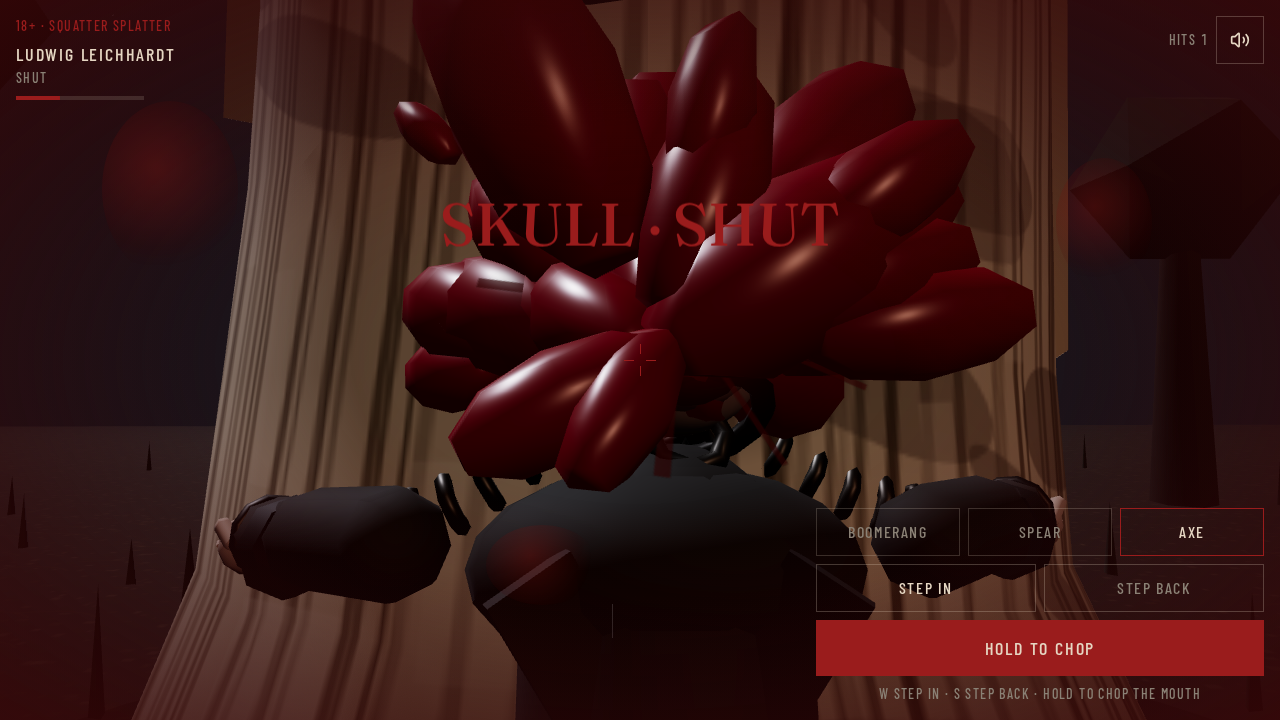 18+ · SQUATTER SPLATTER
LUDWIG LEICHHARDT
SHUT
HITS 1
SKULL · SHUT
BOOMERANG
SPEAR
AXE
STEP IN
STEP BACK
HOLD TO CHOP
W STEP IN · S STEP BACK · HOLD TO CHOP THE MOUTH